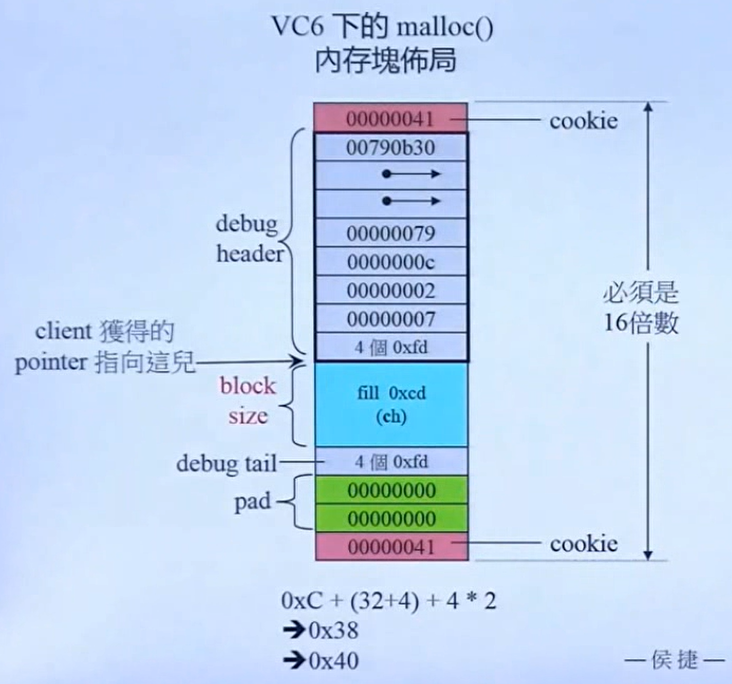 VC6 下的 malloc()
內存塊佈局
00000041
cookie
00790b30
debug
header
00000079
0000000c
00000002
00000007
4 個 0xfd
必須是
16倍數
client 獲得的
pointer 指向這兒
block
size
fill 0xcd
(ch)
debug tail
4 個 0xfd
pad
00000000
00000000
00000041
cookie
0xC + (32+4) + 4 * 2
➔0x38
➔0x40
—侯捷—